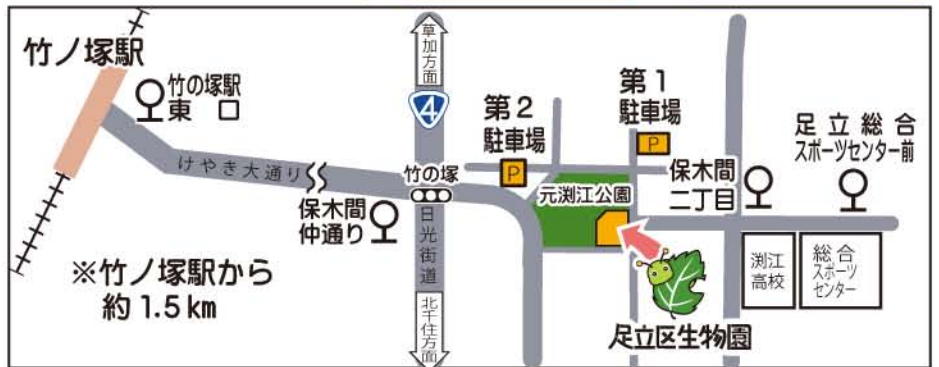 竹ノ塚駅
竹の塚駅
東 口
けやき大通り
保木間
仲通り
※竹ノ塚駅から
約1.5km
草加方面
4
竹の塚
日光街道
北千住方面
第2
駐車場
P
第1
駐車場
P
元渕江公園
保木間
二丁目
足立総合
スポーツセンター前
渕江
高校
総合
スポーツ
センター
足立区生物園